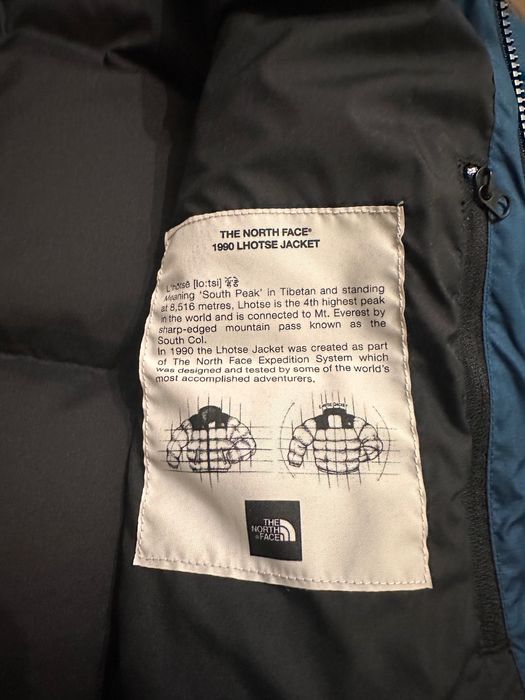 THE NORTH FACE®
1990 LHOTSE JACKET
L'hotsê [lo:tsi]
Meaning 'South Peak' in Tibetan and standing
at 8,516 metres, Lhotse is the 4th highest peak
in the world and is connected to Mt. Everest by
sharp-edged mountain pass known as the
South Col.
In 1990 the Lhotse Jacket was created as part
of The North Face Expedition System which
was designed and tested by some of the world's
most accomplished adventurers.
LHOTSE JACKET
THE
NORTH
FACE